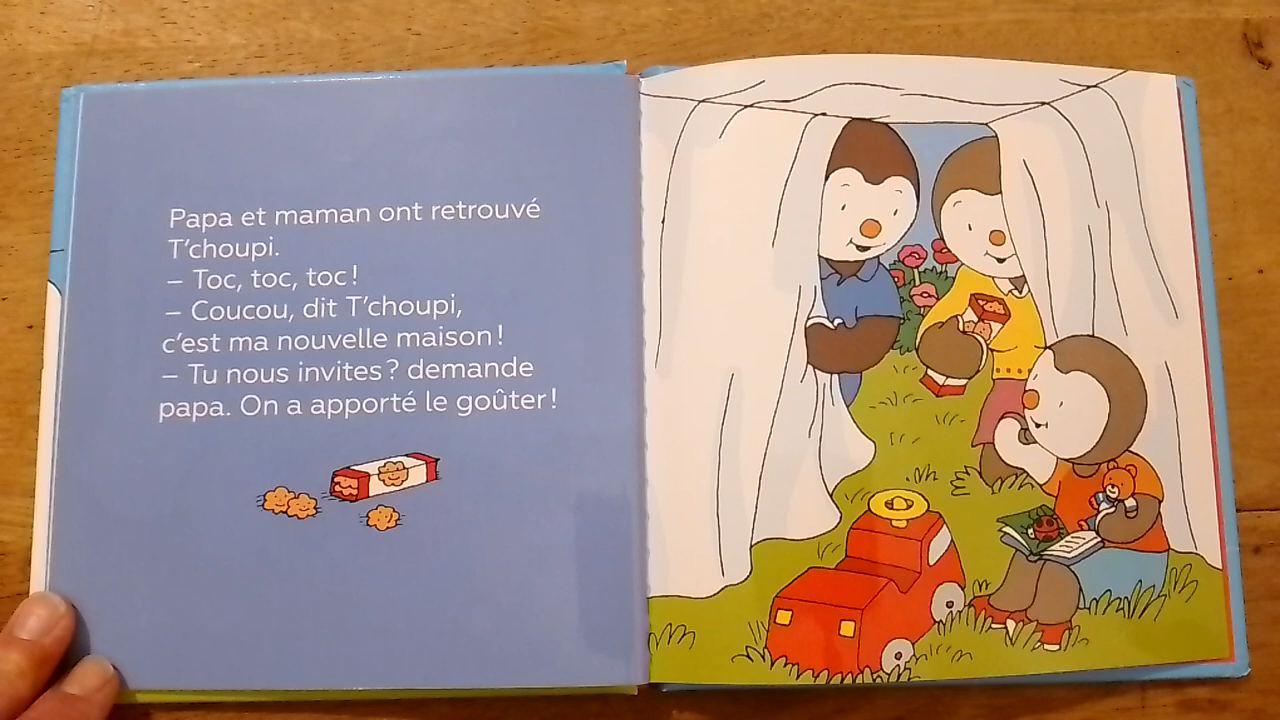 Papa et maman ont retrouvé
T'choupi.
– Toc, toc, toc !
– Coucou, dit T'choupi,
c'est ma nouvelle maison !
– Tu nous invites ? demande
papa. On a apporté le goûter !